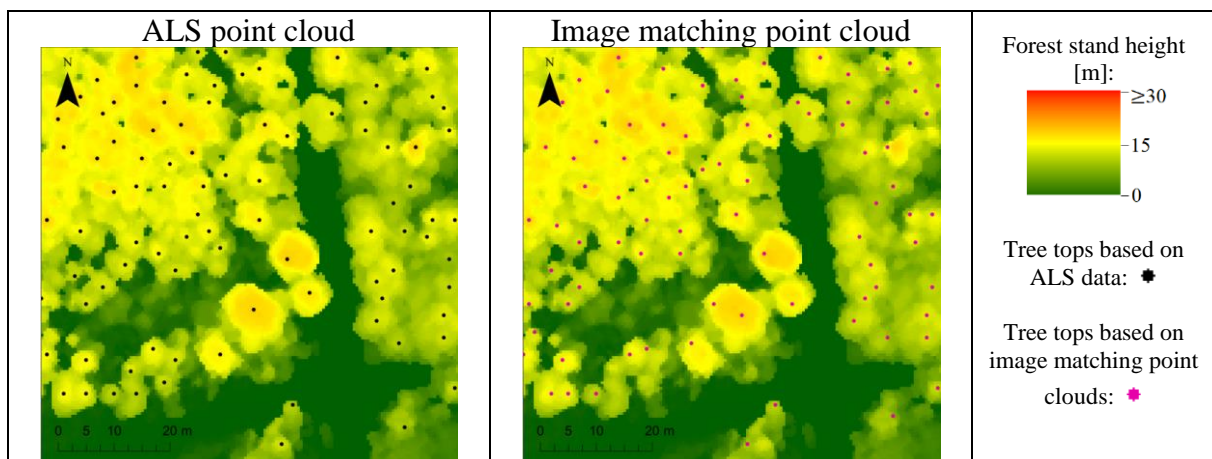 ALS point cloud
N
0 5 10 20 m
Image matching point cloud
N
0 5 10 20 m
Forest stand height
[m]:
≥30
15
0
Tree tops based on
ALS data:
Tree tops based on
image matching point
clouds: